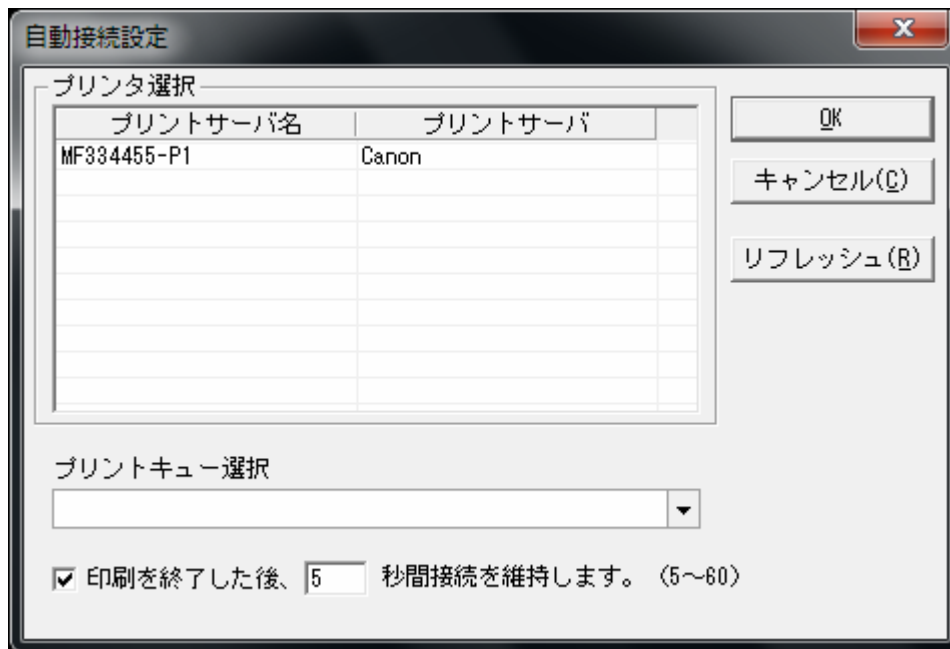 自動接続設定
プリンタ選択
プリントサーバ名 プリントサーバ
MF334455-P1 Canon
OK
キャンセル(C)
リフレッシュ(R)
プリントキュー選択
印刷を終了した後、 5 秒間接続を維持します。 (5～60)